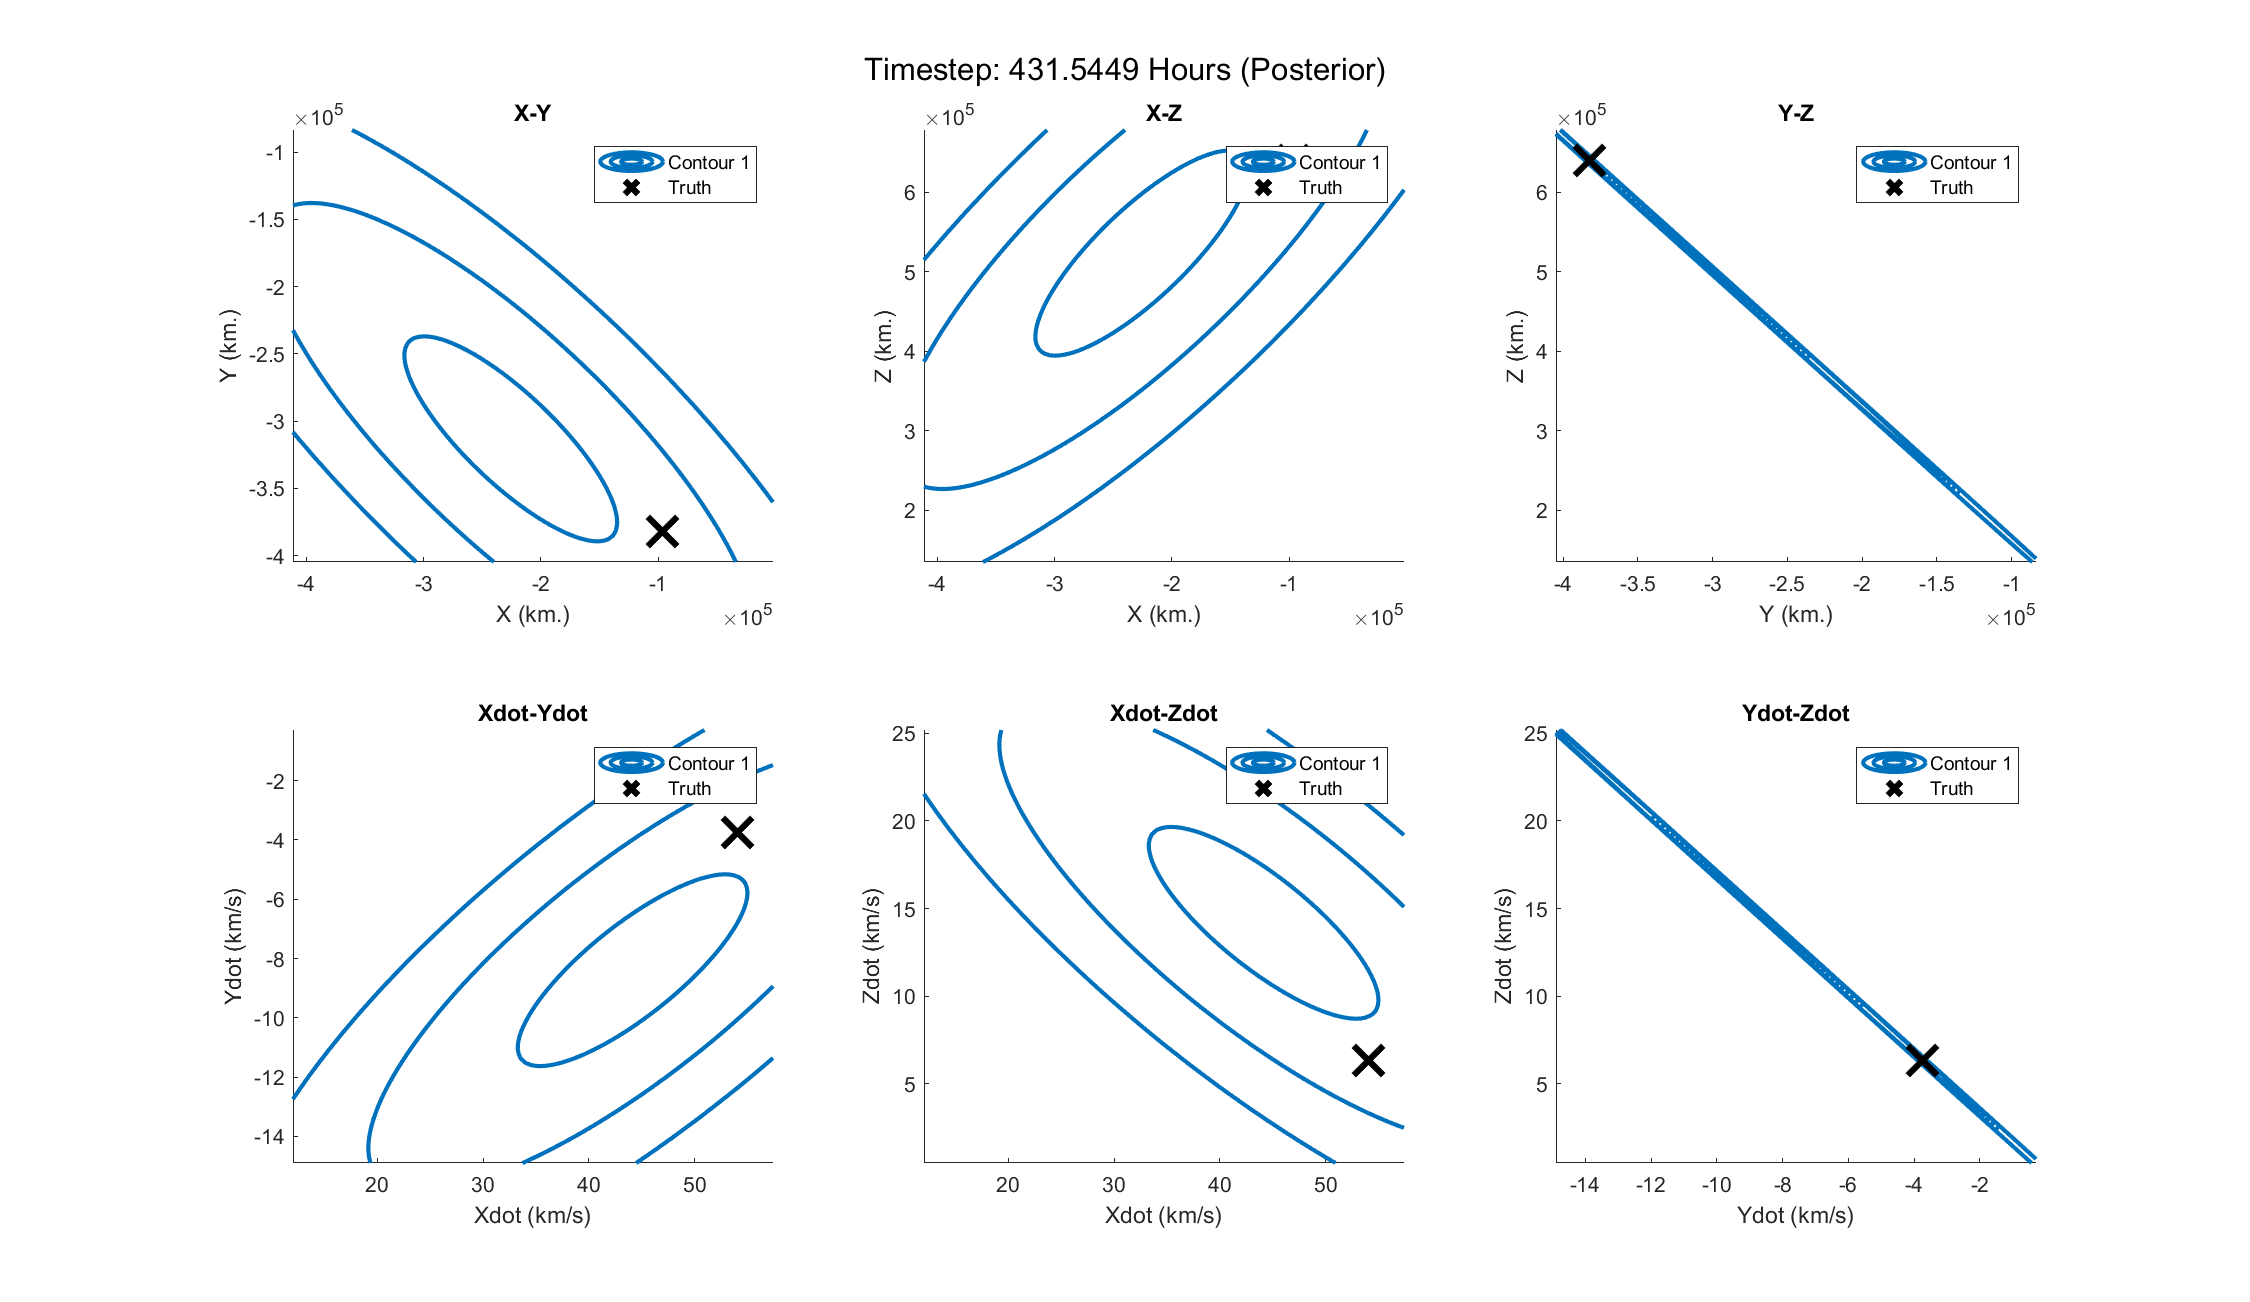 Timestep: 431.5449 Hours (Posterior)
X-Y
×10^5
-1
-1.5
-2
-2.5
-3
-3.5
-4
Y (km.)
-4 -3 -2 -1
X (km.)
×10^5
Contour 1
Truth
X-Z
×10^5
6
5
4
3
2
Z (km.)
-4 -3 -2 -1
X (km.)
×10^5
Contour 1
Truth
Y-Z
×10^5
6
5
4
3
2
Z (km.)
-4 -3.5 -3 -2.5 -2 -1.5 -1
Y (km.)
×10^5
Contour 1
Truth
Xdot-Ydot
-2
-4
-6
-8
-10
-12
-14
Ydot (km/s)
20 30 40 50
Xdot (km/s)
Contour 1
Truth
Xdot-Zdot
25
20
15
10
5
Zdot (km/s)
20 30 40 50
Xdot (km/s)
Contour 1
Truth
Ydot-Zdot
25
20
15
10
5
Zdot (km/s)
-14 -12 -10 -8 -6 -4 -2
Ydot (km/s)
Contour 1
Truth